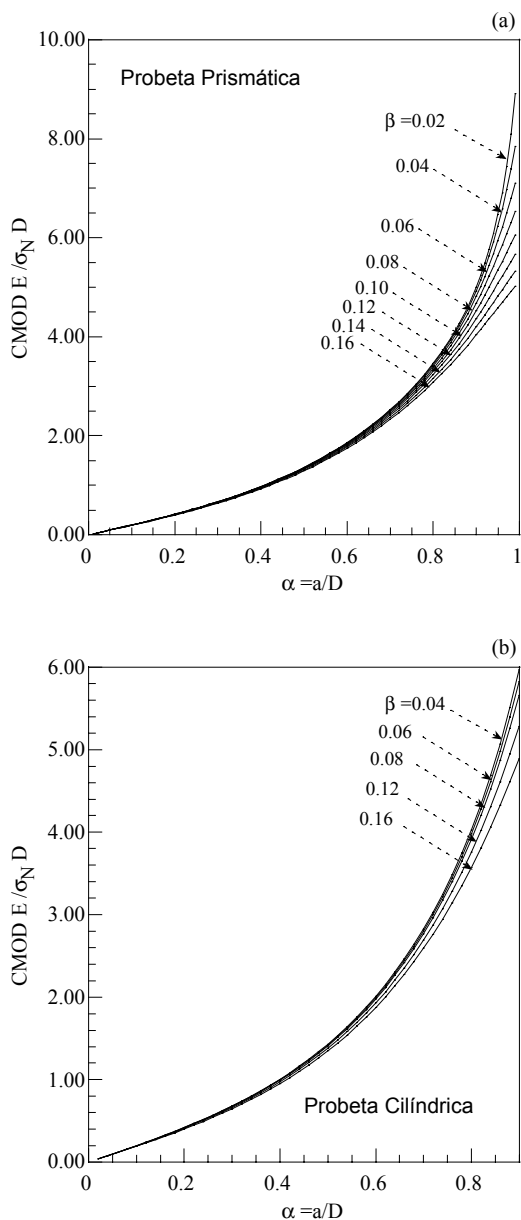 (a)
10.00
Probeta Prismática
8.00
β =0.02
0.04
6.00
0.06
0.08
0.10
4.00
0.12
0.14
0.16
2.00
0.00
CMOD E /σN D
0 0.2 0.4 0.6 0.8 1
α =a/D
(b)
6.00
β =0.04
5.00
0.06
0.08
4.00
0.12
0.16
3.00
2.00
1.00
Probeta Cilíndrica
0.00
CMOD E /σN D
0 0.2 0.4 0.6 0.8
α =a/D